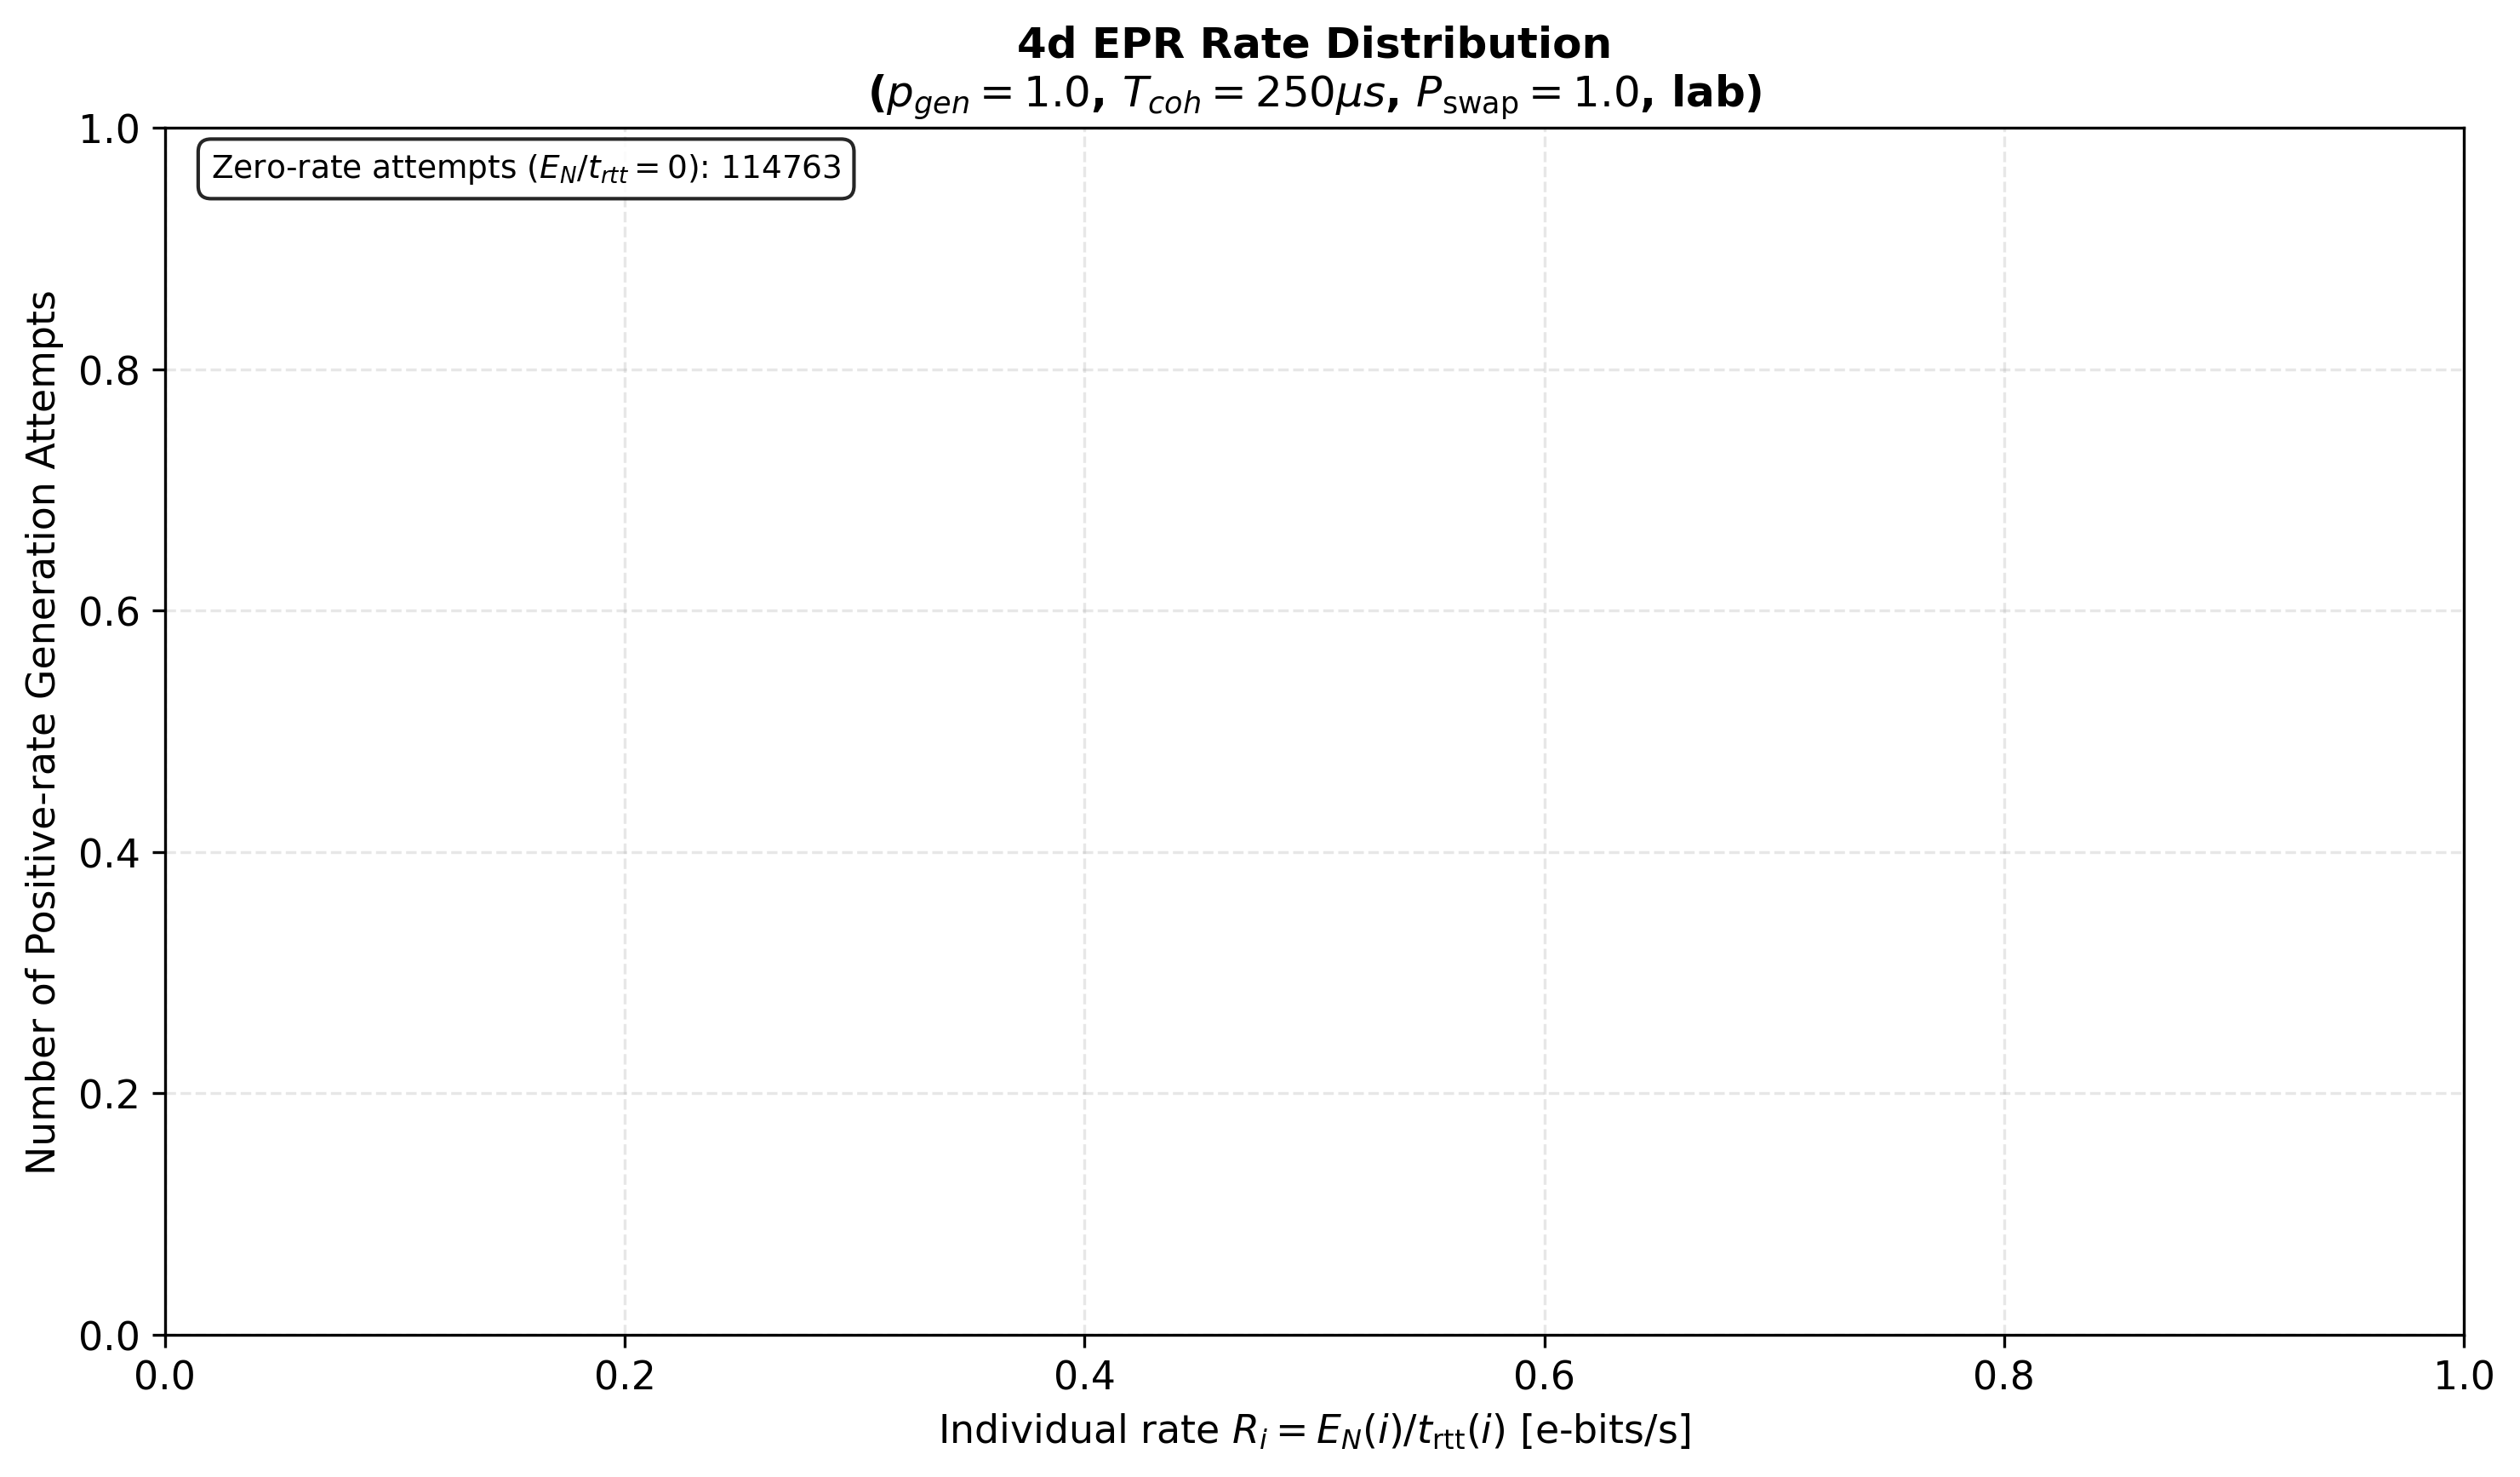 4d EPR Rate Distribution
(p_gen = 1.0, T_coh = 250μs, P_swap = 1.0, lab)
Zero-rate attempts (E_N/t_rtt = 0): 114763
Number of Positive-rate Generation Attempts
1.0
0.8
0.6
0.4
0.2
0.0
0.0 0.2 0.4 0.6 0.8 1.0
Individual rate R_i = E_N(i)/t_rtt(i) [e-bits/s]